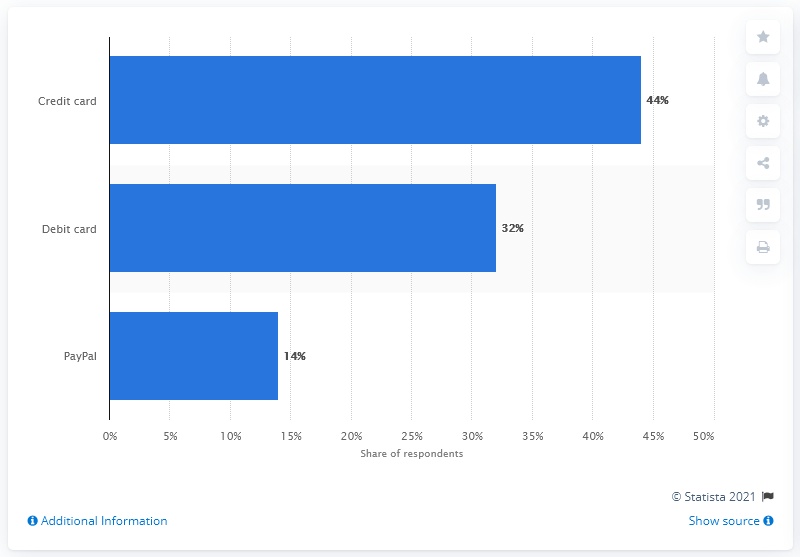 Credit card
44%
Debit card
32%
PayPal
14%
0% 5% 10% 15% 20% 25% 30% 35% 40% 45% 50%
Share of respondents
© Statista 2021
Additional Information
Show source